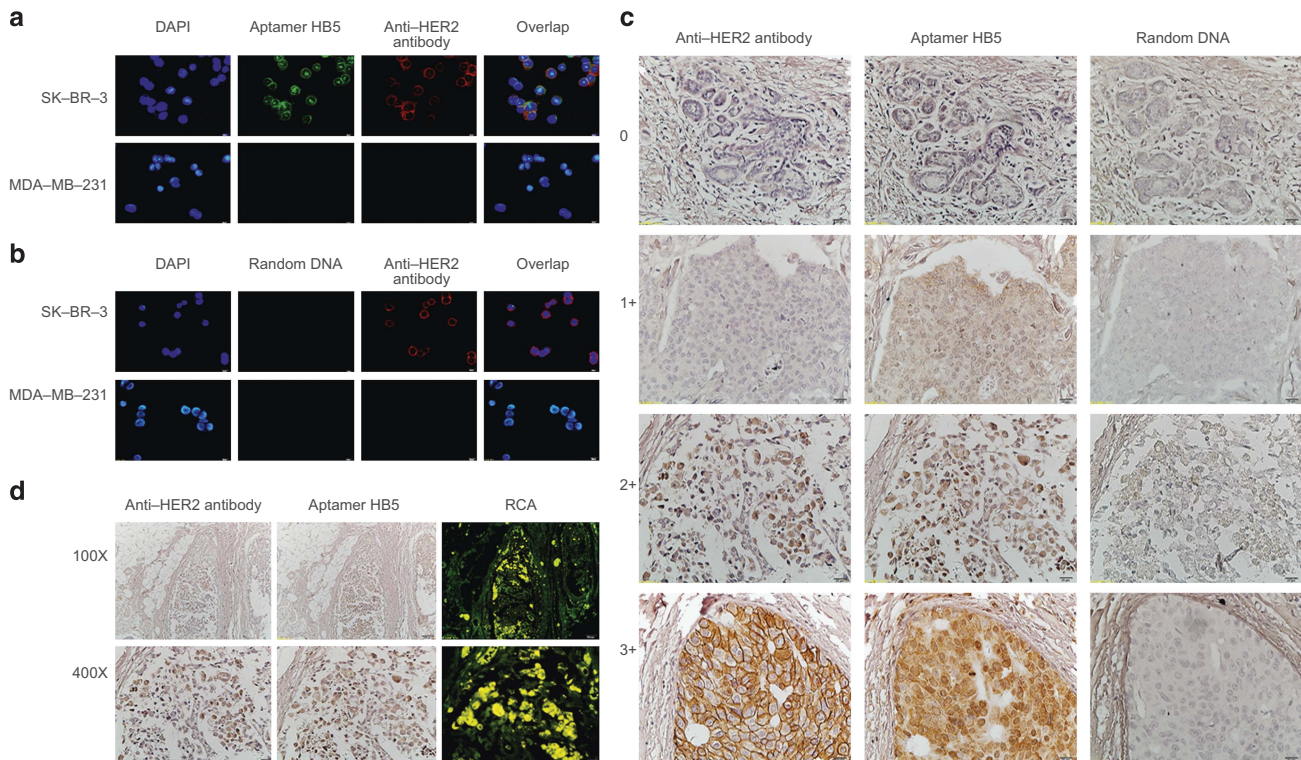 a
DAPI
Aptamer HB5
Anti–HER2
antibody
Overlap
SK–BR–3
MDA–MB–231
b
DAPI
Random DNA
Anti–HER2
antibody
Overlap
SK–BR–3
MDA–MB–231
c
Anti–HER2 antibody
Aptamer HB5
Random DNA
0
1+
2+
3+
d
Anti–HER2 antibody
Aptamer HB5
RCA
100X
400X